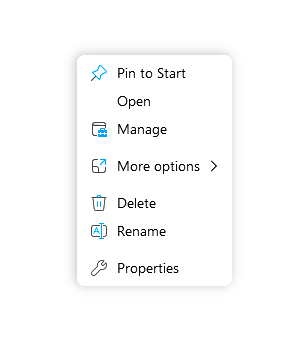 Pin to Start
Open
Manage
More options
Delete
Rename
Properties